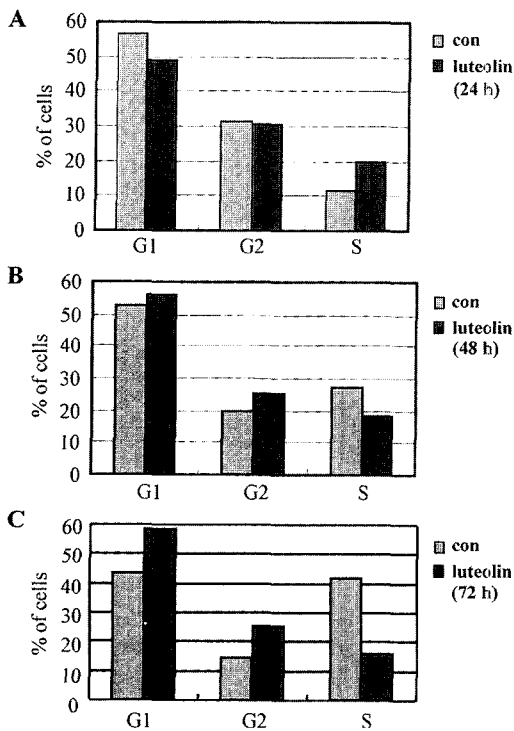 A
60
50
40
30
20
10
0
% of cells
G1
G2
S
con
luteolin
(24 h)
B
60
50
40
30
20
10
0
% of cells
G1
G2
S
con
luteolin
(48 h)
C
60
50
40
30
20
10
0
% of cells
G1
G2
S
con
luteolin
(72 h)